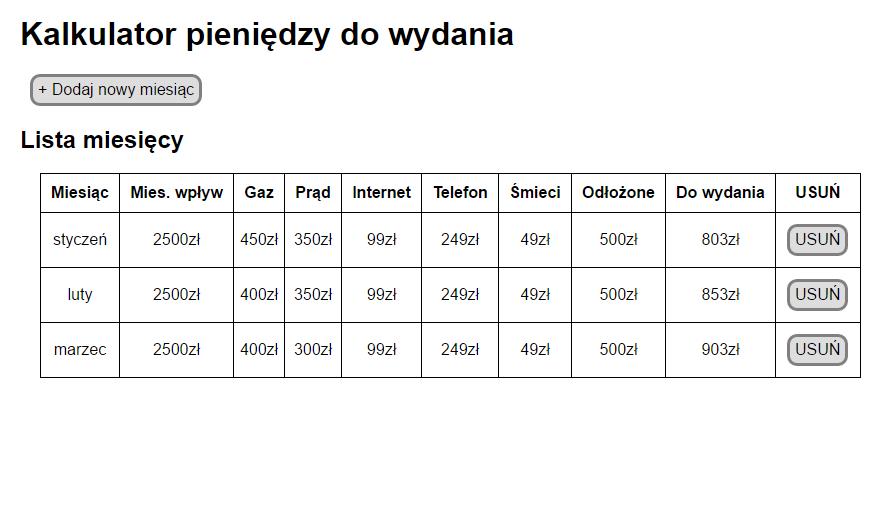 Kalkulator pieniędzy do wydania
+ Dodaj nowy miesiąc
Lista miesięcy
Miesiąc Mies. wpływ Gaz Prąd Internet Telefon Śmieci Odłożone Do wydania USUŃ
styczeń 2500zł 450zł 350zł 99zł 249zł 49zł 500zł 803zł USUŃ
luty 2500zł 400zł 350zł 99zł 249zł 49zł 500zł 853zł USUŃ
marzec 2500zł 400zł 300zł 99zł 249zł 49zł 500zł 903zł USUŃ